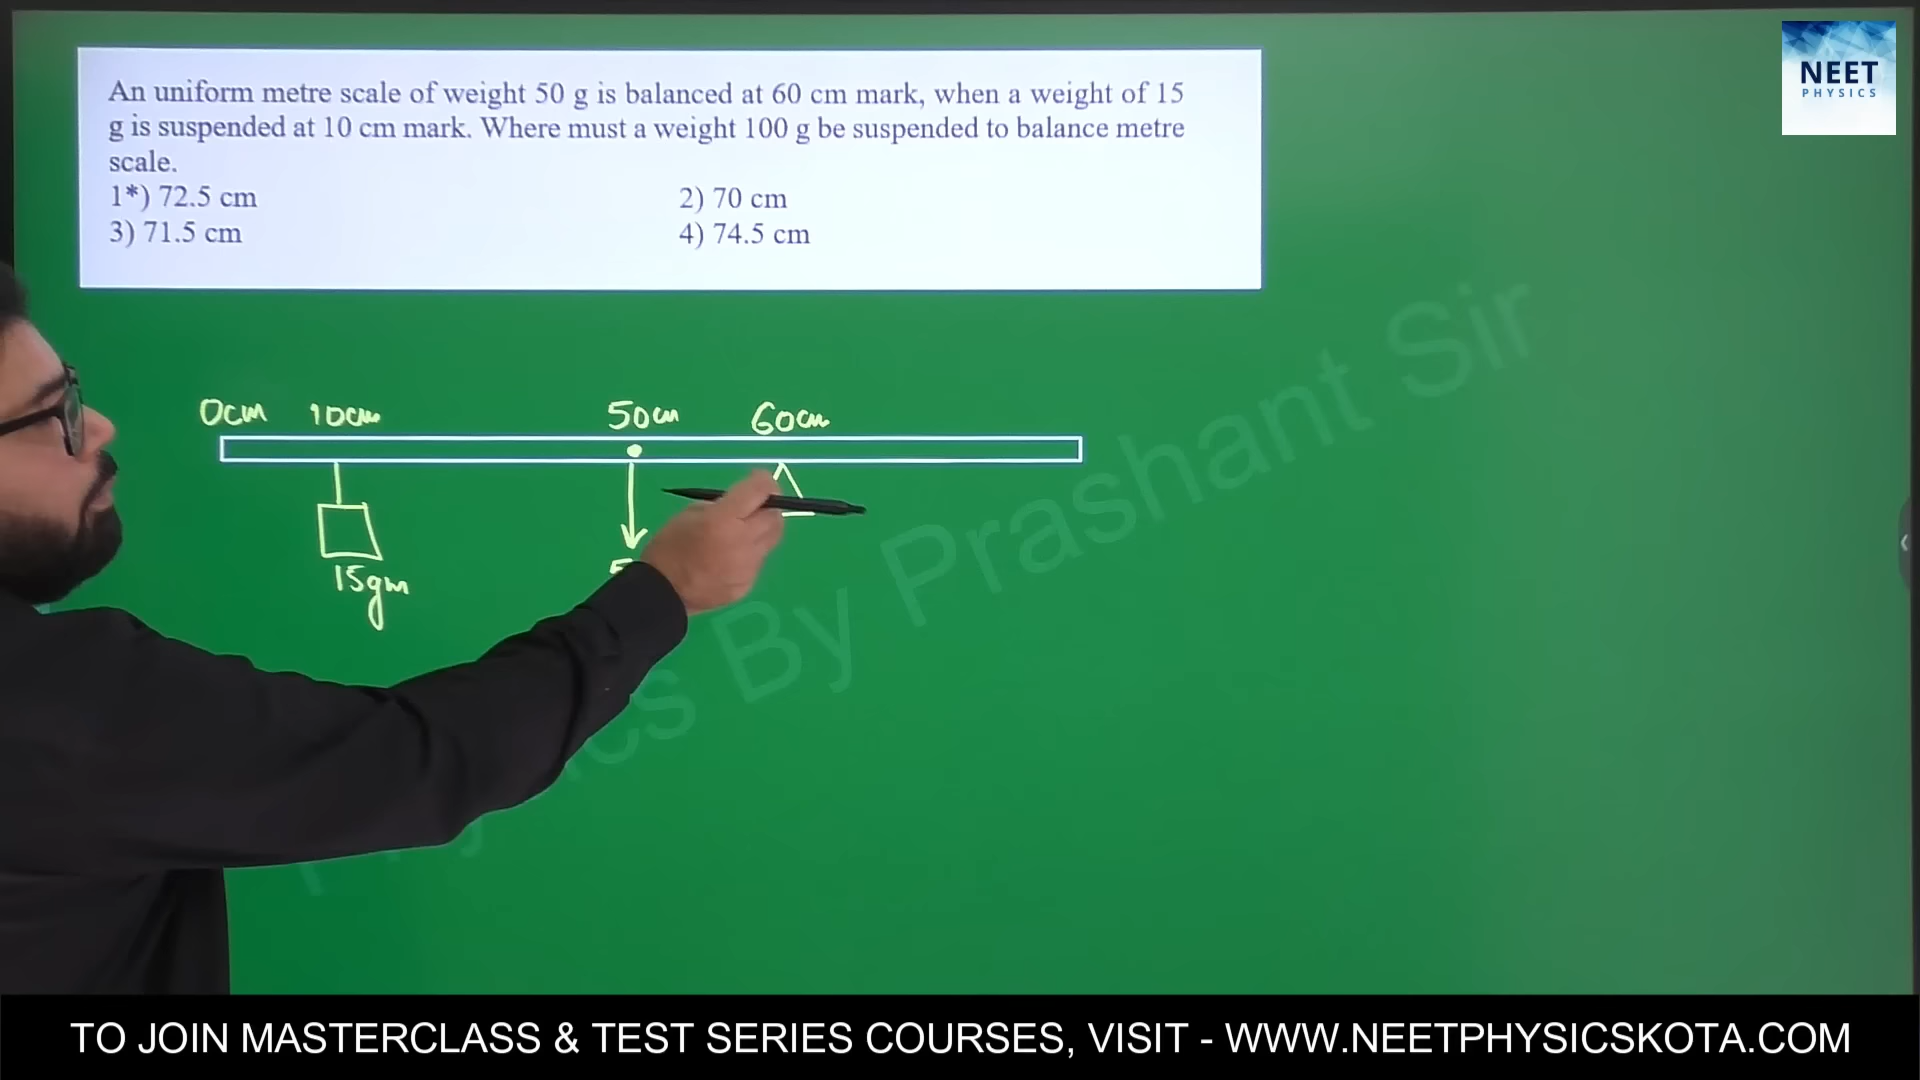 An uniform metre scale of weight 50 g is balanced at 60 cm mark, when a weight of 15
g is suspended at 10 cm mark. Where must a weight 100 g be suspended to balance metre
scale.
1*) 72.5 cm
2) 70 cm
3) 71.5 cm
4) 74.5 cm
NEET
PHYSICS
0cm 10cm 50cm 60cm
15gm
By Prashant Sir
TO JOIN MASTERCLASS & TEST SERIES COURSES, VISIT - WWW.NEETPHYSICSKOTA.COM